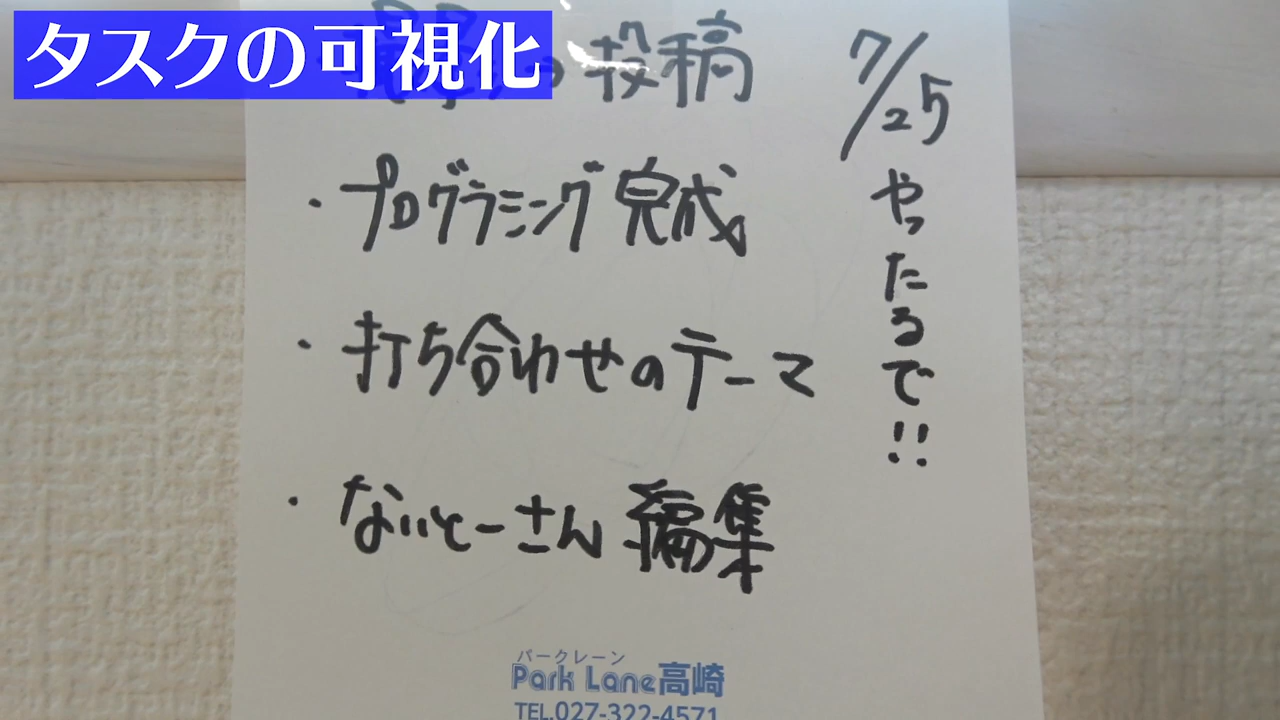 タスクの可視化
投稿
・プログラミング完成
・打ち合わせのテーマ
・ないとーさん編集
7/25 やったるで!!
パークレーン
Park Lane高崎
TEL.027-322-4571